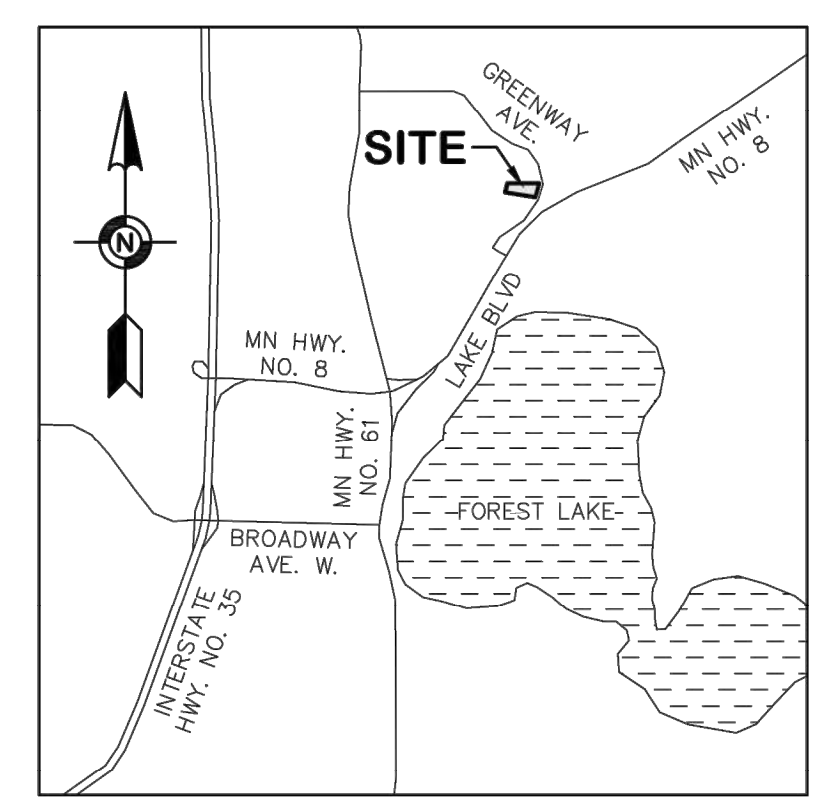 GREENWAY
AVE.
SITE
MN HWY.
NO. 8
N
LAKE BLVD
MN HWY.
NO. 8
MN HWY.
NO. 61
FOREST LAKE
BROADWAY
AVE. W.
INTERSTATE
HWY. NO. 35